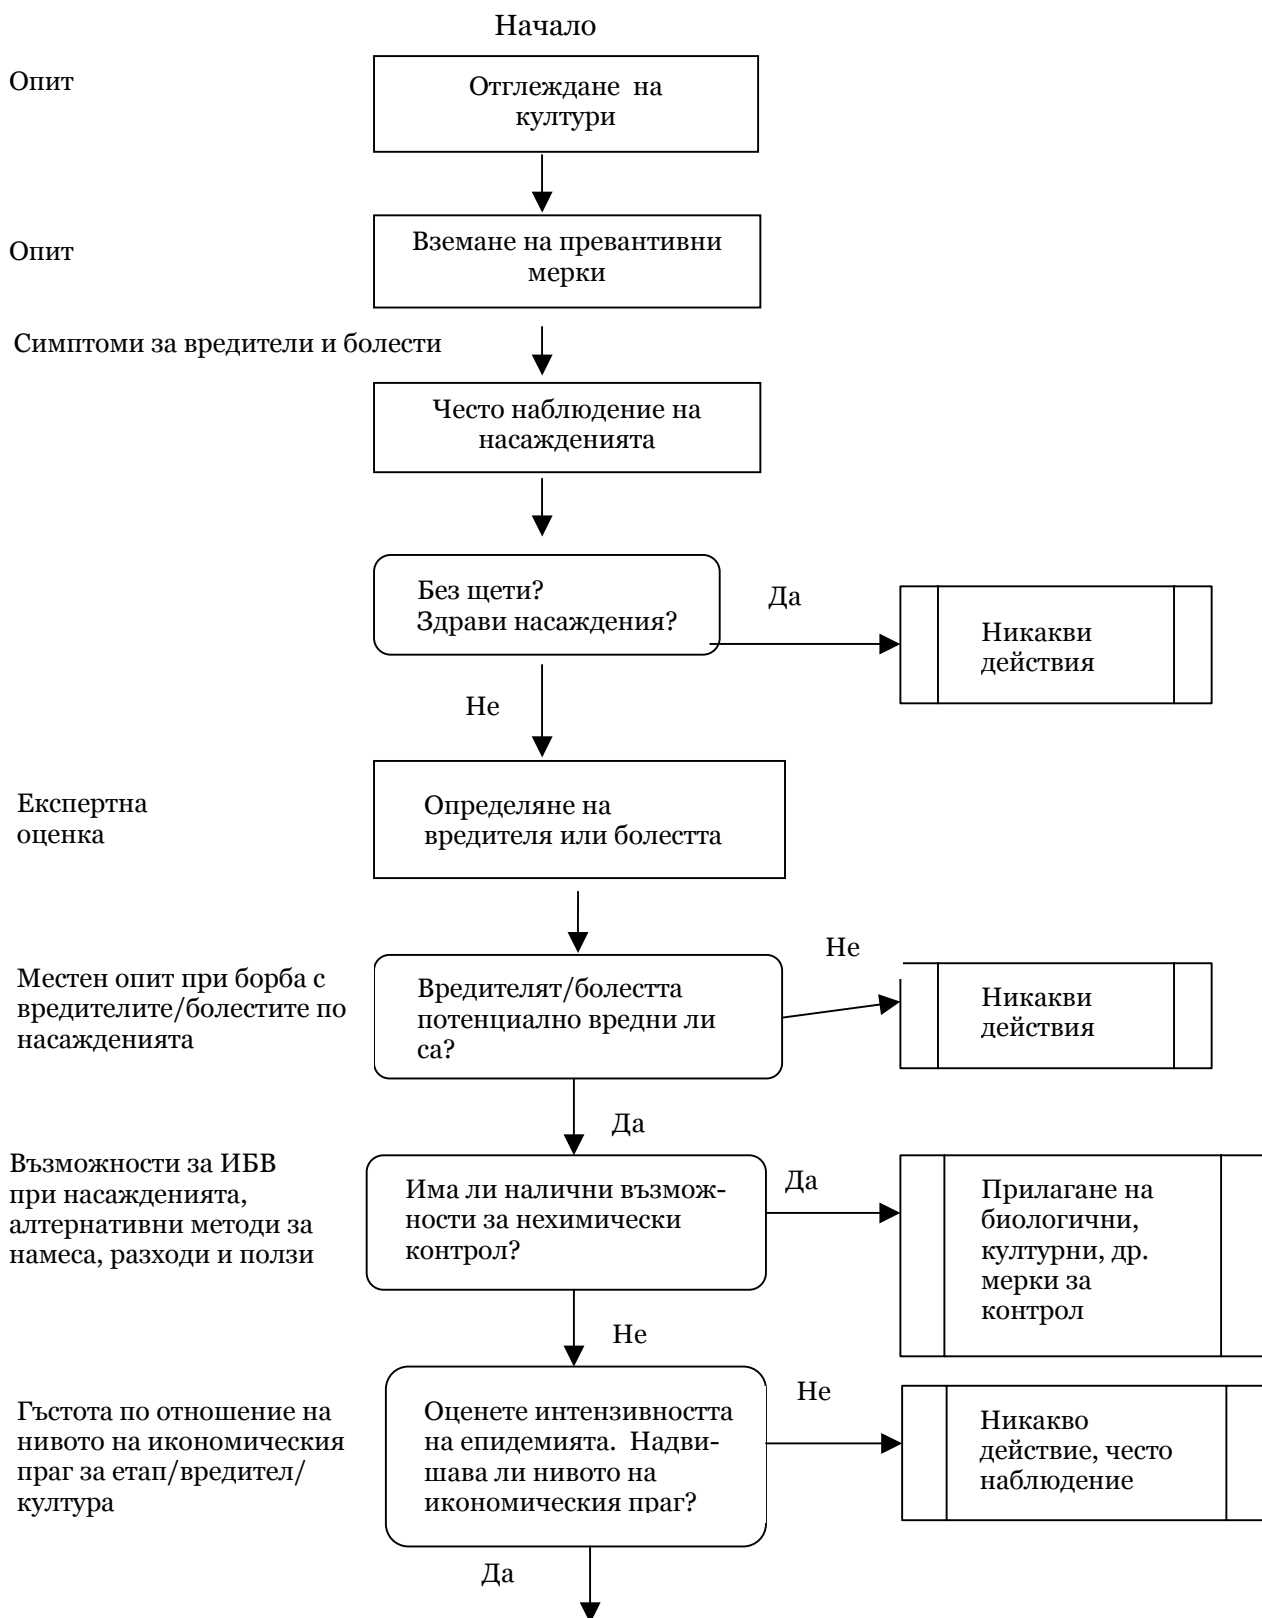 Начало
Опит
Отглеждане на
култури
Опит
Вземане на превантивни
мерки
Симптоми за вредители и болести
Често наблюдение на
насажденията
Без щети?
Здрави насаждения?
Да
Никакви
действия
Не
Експертна
оценка
Определяне на
вредителя или болестта
Не
Местен опит при борба с
вредителите/болестите по
насажденията
Вредителят/болестта
потенциално вредни ли
са?
Никакви
действия
Да
Възможности за ИБВ
при насажденията,
алтернативни методи за
намеса, разходи и ползи
Има ли налични възмож-
ности за нехимически
контрол?
Да
Прилагане на
биологични,
културни, др.
мерки за
контрол
Не
Гъстота по отношение на
нивото на икономическия
праг за етап/вредител/
култура
Оценете интензивността
на епидемията. Надви-
шава ли нивото на
икономическия праг?
Не
Никакво
действие, често
наблюдение
Да